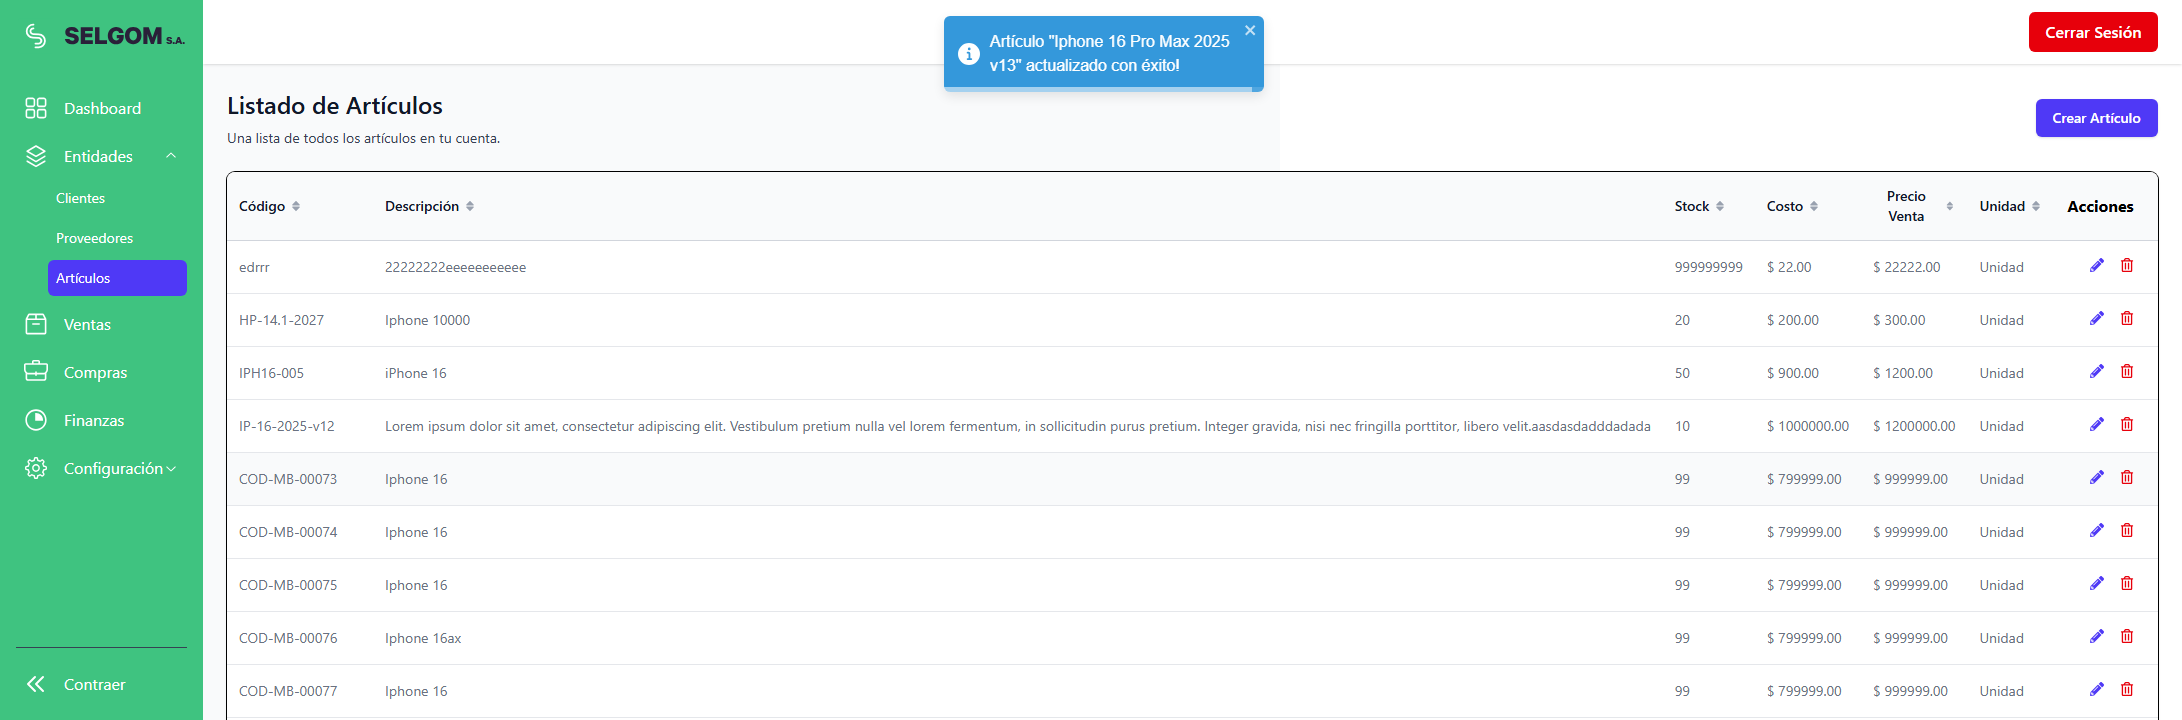 SELGOM S.A.
Artículo "Iphone 16 Pro Max 2025
v13" actualizado con éxito!
Cerrar Sesión
Dashboard
Entidades
Clientes
Proveedores
Artículos
Ventas
Compras
Finanzas
Configuración
Contraer
Listado de Artículos
Una lista de todos los artículos en tu cuenta.
Crear Artículo
Código Descripción Stock Costo Precio Venta Unidad Acciones
edrrr 22222222eeeeeeeeeee 999999999 $ 22.00 $ 22222.00 Unidad
HP-14.1-2027 Iphone 10000 20 $ 200.00 $ 300.00 Unidad
IPH16-005 iPhone 16 50 $ 900.00 $ 1200.00 Unidad
IP-16-2025-v12 Lorem ipsum dolor sit amet, consectetur adipiscing elit. Vestibulum pretium nulla vel lorem fermentum, in sollicitudin purus pretium. Integer gravida, nisi nec fringilla porttitor, libero velit.aasdasdadddadada 10 $ 1000000.00 $ 1200000.00 Unidad
COD-MB-00073 Iphone 16 99 $ 799999.00 $ 999999.00 Unidad
COD-MB-00074 Iphone 16 99 $ 799999.00 $ 999999.00 Unidad
COD-MB-00075 Iphone 16 99 $ 799999.00 $ 999999.00 Unidad
COD-MB-00076 Iphone 16ax 99 $ 799999.00 $ 999999.00 Unidad
COD-MB-00077 Iphone 16 99 $ 799999.00 $ 999999.00 Unidad